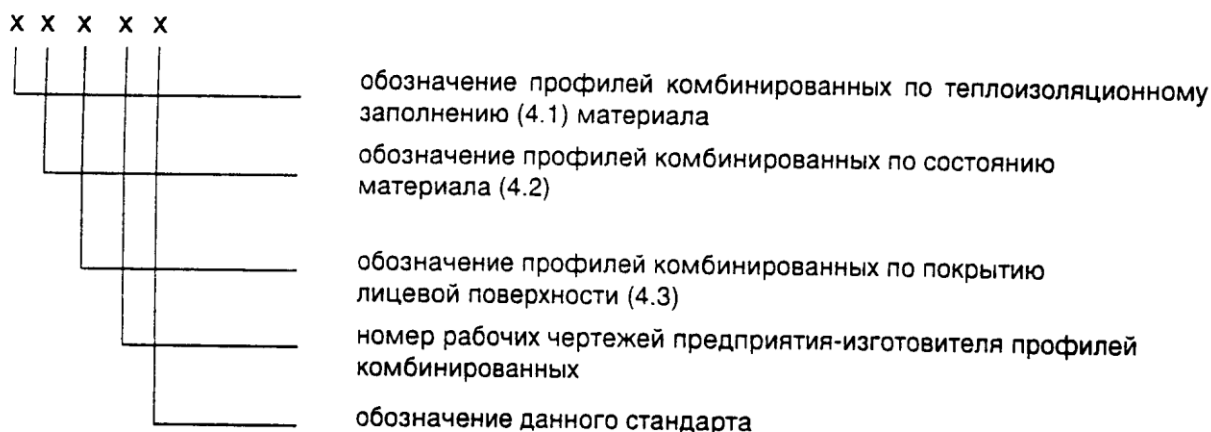 X X X X X
обозначение профилей комбинированных по теплоизоляционному
заполнению (4.1) материала
обозначение профилей комбинированных по состоянию
материала (4.2)
обозначение профилей комбинированных по покрытию
лицевой поверхности (4.3)
номер рабочих чертежей предприятия-изготовителя профилей
комбинированных
обозначение данного стандарта